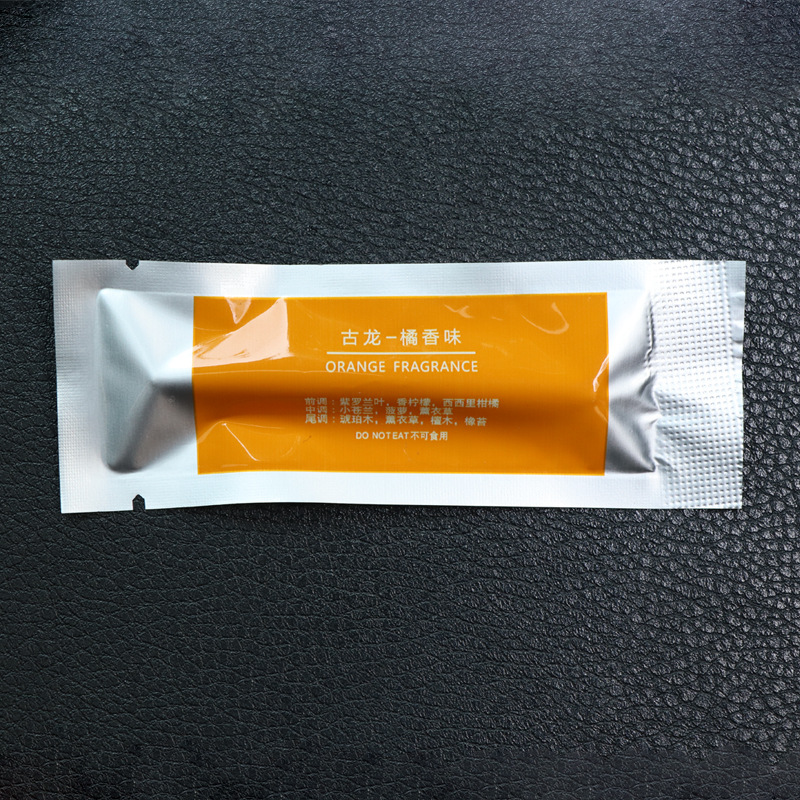 古龙-橘香味
ORANGE FRAGRANCE
前调：紫罗兰叶，香柠檬，西西里柑橘
中调：小苍兰，菠萝，薰衣草
尾调：琥珀木，薰衣草，檀木，橡苔
DO NOT EAT 不可食用